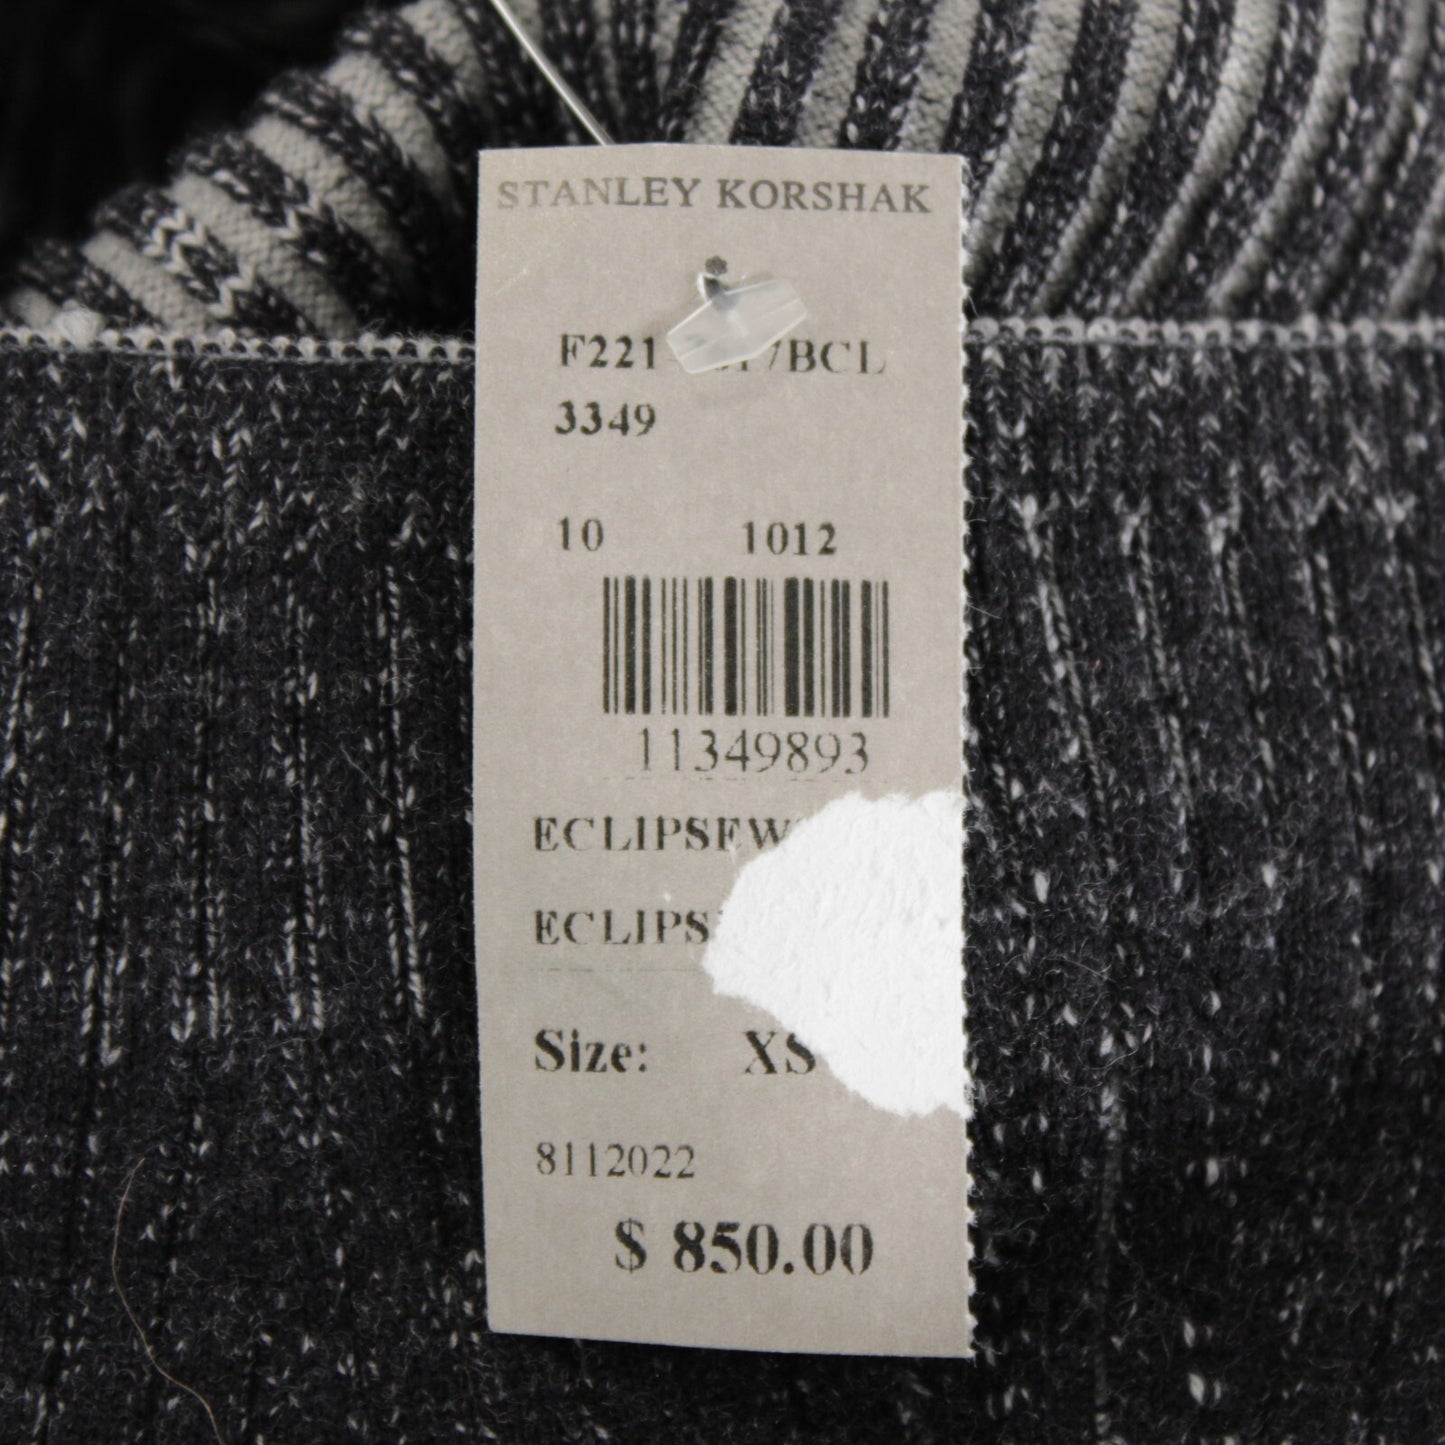 STANLEY KORSHAK
F221
3349
10 1012
11349893
Size: XS
8112022
$ 850.00